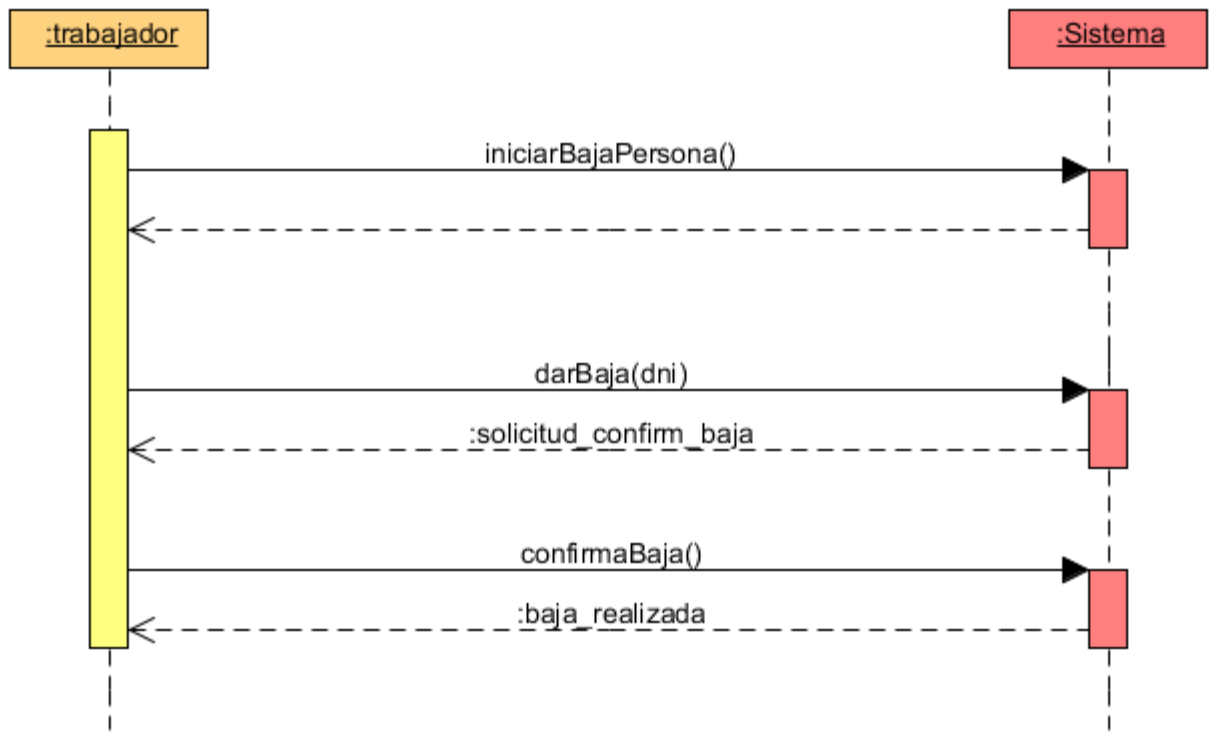 :trabajador
:Sistema
iniciarBajaPersona()
darBaja(dni)
:solicitud_confirm_baja
confirmaBaja()
:baja_realizada